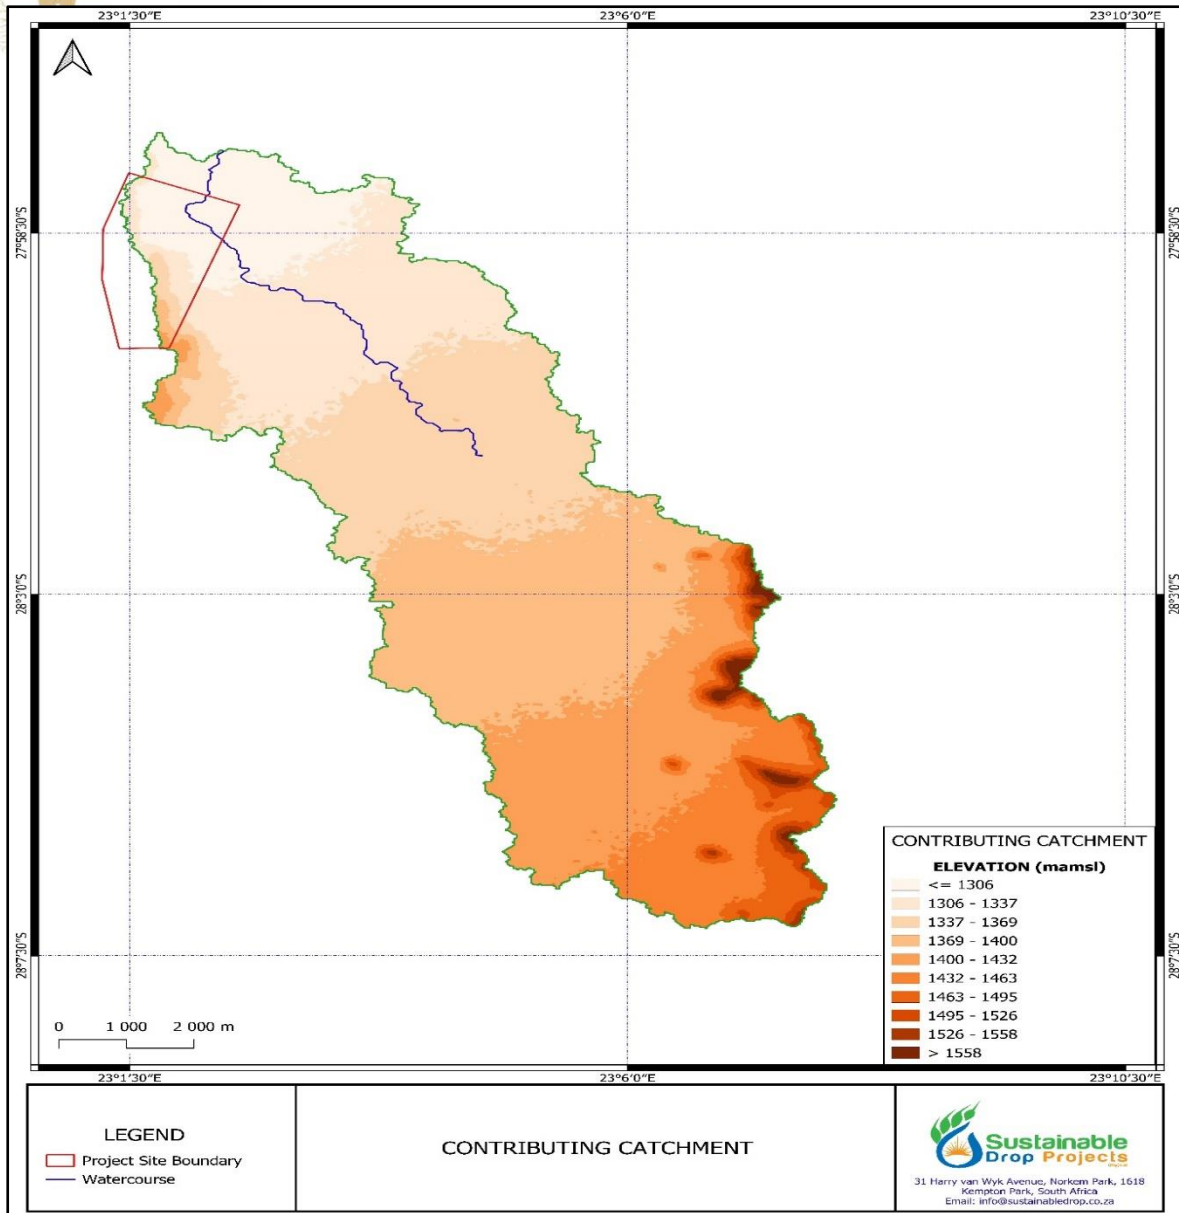 23°1'30"E 23°6'0"E 23°10'30"E
27°58'30"S 27°58'30"S
28°3'0"S 28°3'0"S
28°7'30"S 28°7'30"S
CONTRIBUTING CATCHMENT
ELEVATION (mamsl)
<= 1306
1306 - 1337
1337 - 1369
1369 - 1400
1400 - 1432
1432 - 1463
1463 - 1495
1495 - 1526
1526 - 1558
> 1558
0 1 000 2 000 m
23°1'30"E 23°6'0"E 23°10'30"E
LEGEND
Project Site Boundary
Watercourse
CONTRIBUTING CATCHMENT
Sustainable
Drop Projects
31 Harry van Wyk Avenue, Norkem Park, 1618
Kempton Park, South Africa
Email: info@sustainabledrop.co.za